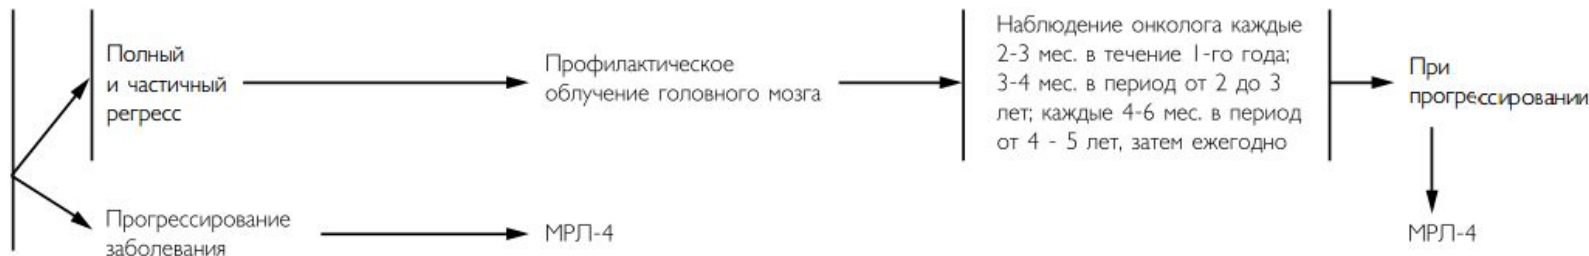 Полный
и частичный
регресс
Профилактическое
облучение головного мозга
Наблюдение онколога каждые
2-3 мес. в течение 1-го года;
3-4 мес. в период от 2 до 3
лет; каждые 4-6 мес. в период
от 4 - 5 лет, затем ежегодно
При
прогрессировании
Прогрессирование
заболевания
МРЛ-4
МРЛ-4